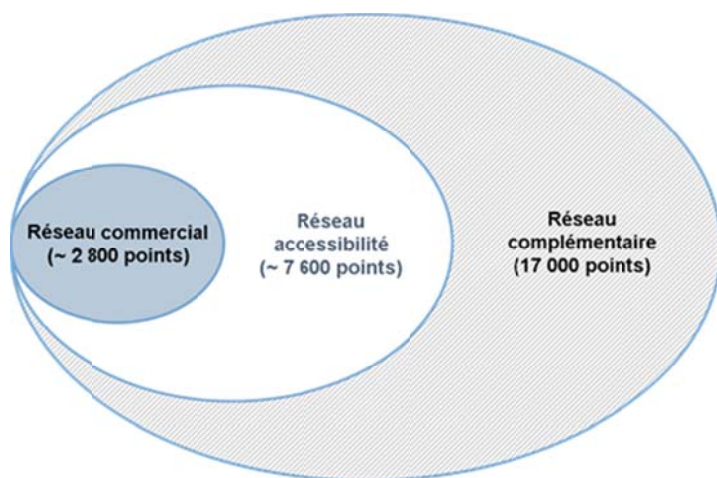 Réseau commercial
(~ 2 800 points)
Réseau
accessibilité
(~ 7 600 points)
Réseau
complémentaire
(17 000 points)